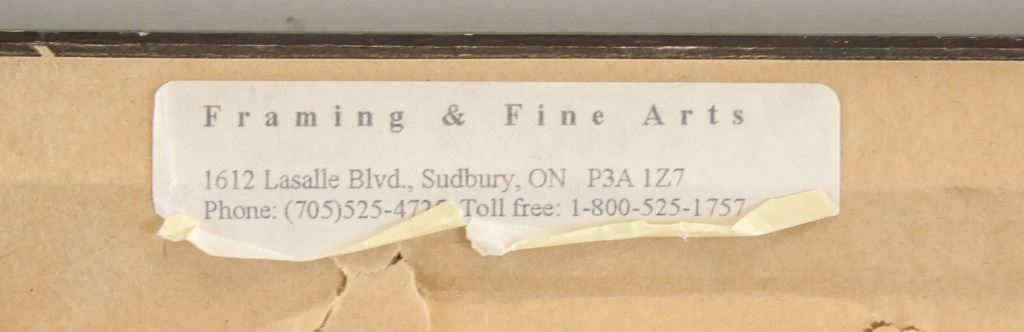 Framing & Fine Arts
1612 Lasalle Blvd., Sudbury, ON P3A 1Z7
Phone: Toll free: 1-800-525-1757